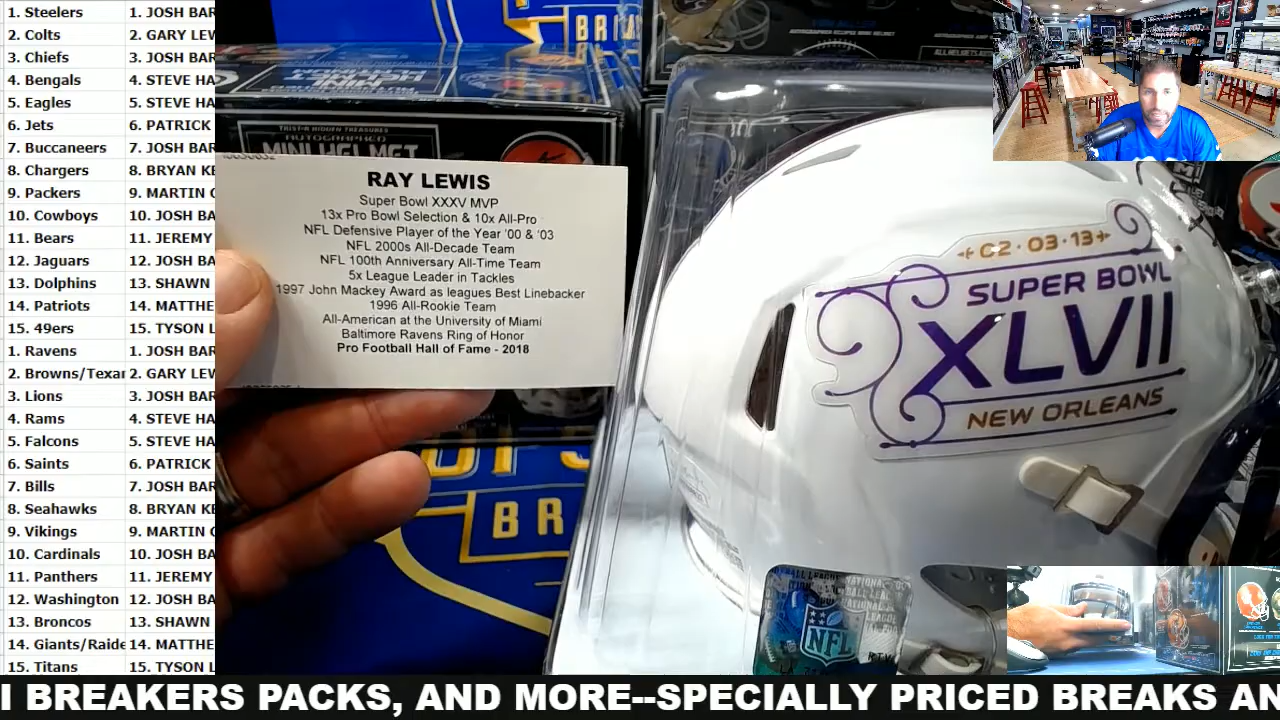 1. Steelers 1. JOSH BAR
2. Colts 2. GARY LEW
3. Chiefs 3. JOSH BAR
4. Bengals 4. STEVE HA
5. Eagles 5. STEVE HA
6. Jets 6. PATRICK
7. Buccaneers 7. JOSH BAR
8. Chargers 8. BRYAN KE
9. Packers 9. MARTIN C
10. Cowboys 10. JOSH BA
11. Bears 11. JEREMY
12. Jaguars 12. JOSH BA
13. Dolphins 13. SHAWN
14. Patriots 14. MATTHE
15. 49ers 15. TYSON L
1. Ravens 1. JOSH BAR
2. Browns/Texan 2. GARY LEW
3. Lions 3. JOSH BAR
4. Rams 4. STEVE HA
5. Falcons 5. STEVE HA
6. Saints 6. PATRICK
7. Bills 7. JOSH BAR
8. Seahawks 8. BRYAN KE
9. Vikings 9. MARTIN C
10. Cardinals 10. JOSH BA
11. Panthers 11. JEREMY
12. Washington 12. JOSH BA
13. Broncos 13. SHAWN
14. Giants/Raide 14. MATTHE
15. Titans 15. TYSON L
TRISTAR HIDDEN TREASURES
AUTOGRAPHED
MINI HELMET
RAY LEWIS
Super Bowl XXXV MVP
13x Pro Bowl Selection & 10x All-Pro
NFL Defensive Player of the Year '00 & '03
NFL 2000s All-Decade Team
NFL 100th Anniversary All-Time Team
5x League Leader in Tackles
1997 John Mackey Award as leagues Best Linebacker
1996 All-Rookie Team
All-American at the University of Miami
Baltimore Ravens Ring of Honor
Pro Football Hall of Fame - 2018
02·03·13
SUPER BOWL
XLVII
NEW ORLEANS
BR
NFL
I BREAKERS PACKS, AND MORE--SPECIALLY PRICED BREAKS AN